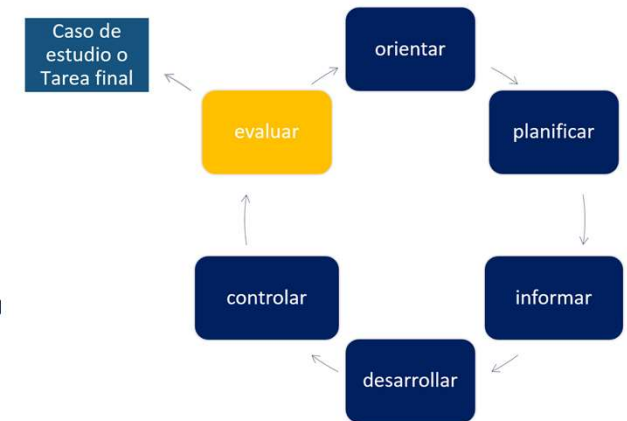 Caso de
estudio o
Tarea final
orientar
evaluar
planificar
controlar
informar
desarrollar